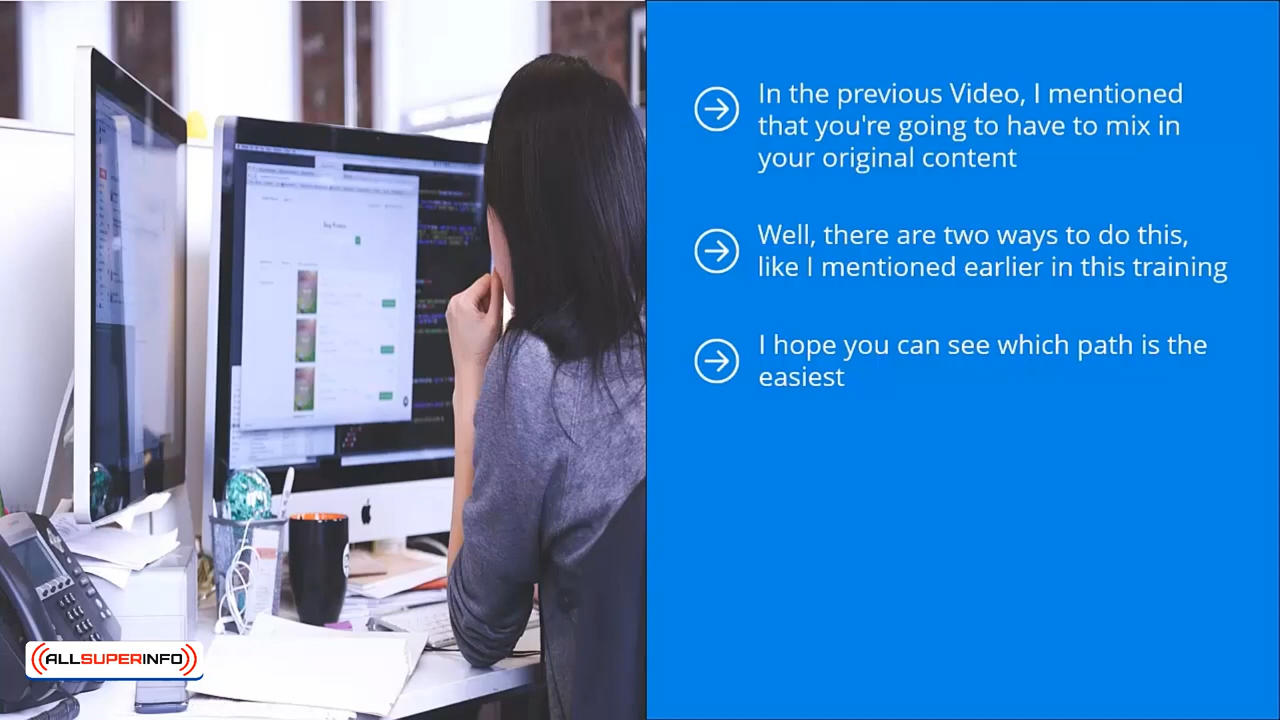 In the previous Video, I mentioned
that you're going to have to mix in
your original content
Well, there are two ways to do this,
like I mentioned earlier in this training
I hope you can see which path is the
easiest
ALLSUPERINFO